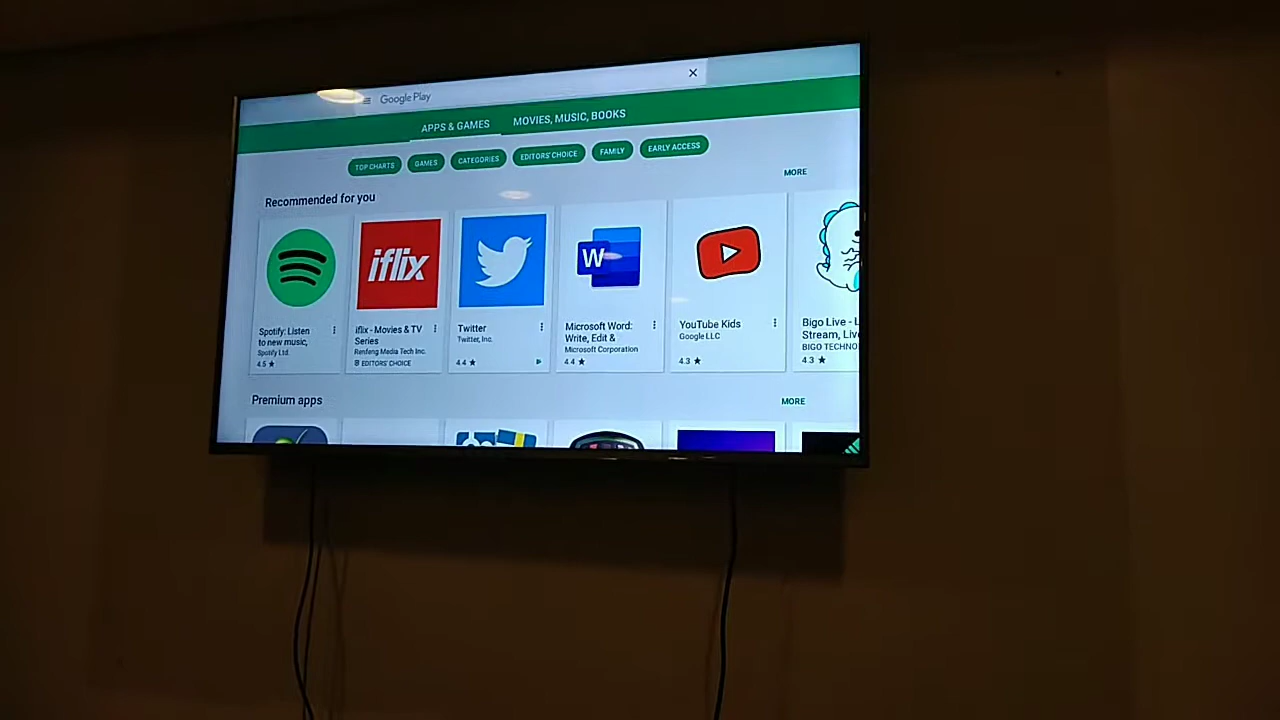 Google Play
APPS & GAMES
MOVIES, MUSIC, BOOKS
TOP CHARTS
GAMES
CATEGORIES
EDITORS' CHOICE
FAMILY
EARLY ACCESS
Recommended for you
MORE
iflix
W
Spotify: Listen
to new music,
Spotify Ltd.
4.5 ★
iflix - Movies & TV
Series
Renfeng Media Tech Inc.
EDITORS' CHOICE
Twitter
Twitter, Inc.
4.4 ★
Microsoft Word:
Write, Edit &
Microsoft Corporation
4.4 ★
YouTube Kids
Google LLC
4.3 ★
Bigo Live - L
Stream, Live
BIGO TECHNO
4.3 ★
Premium apps
MORE